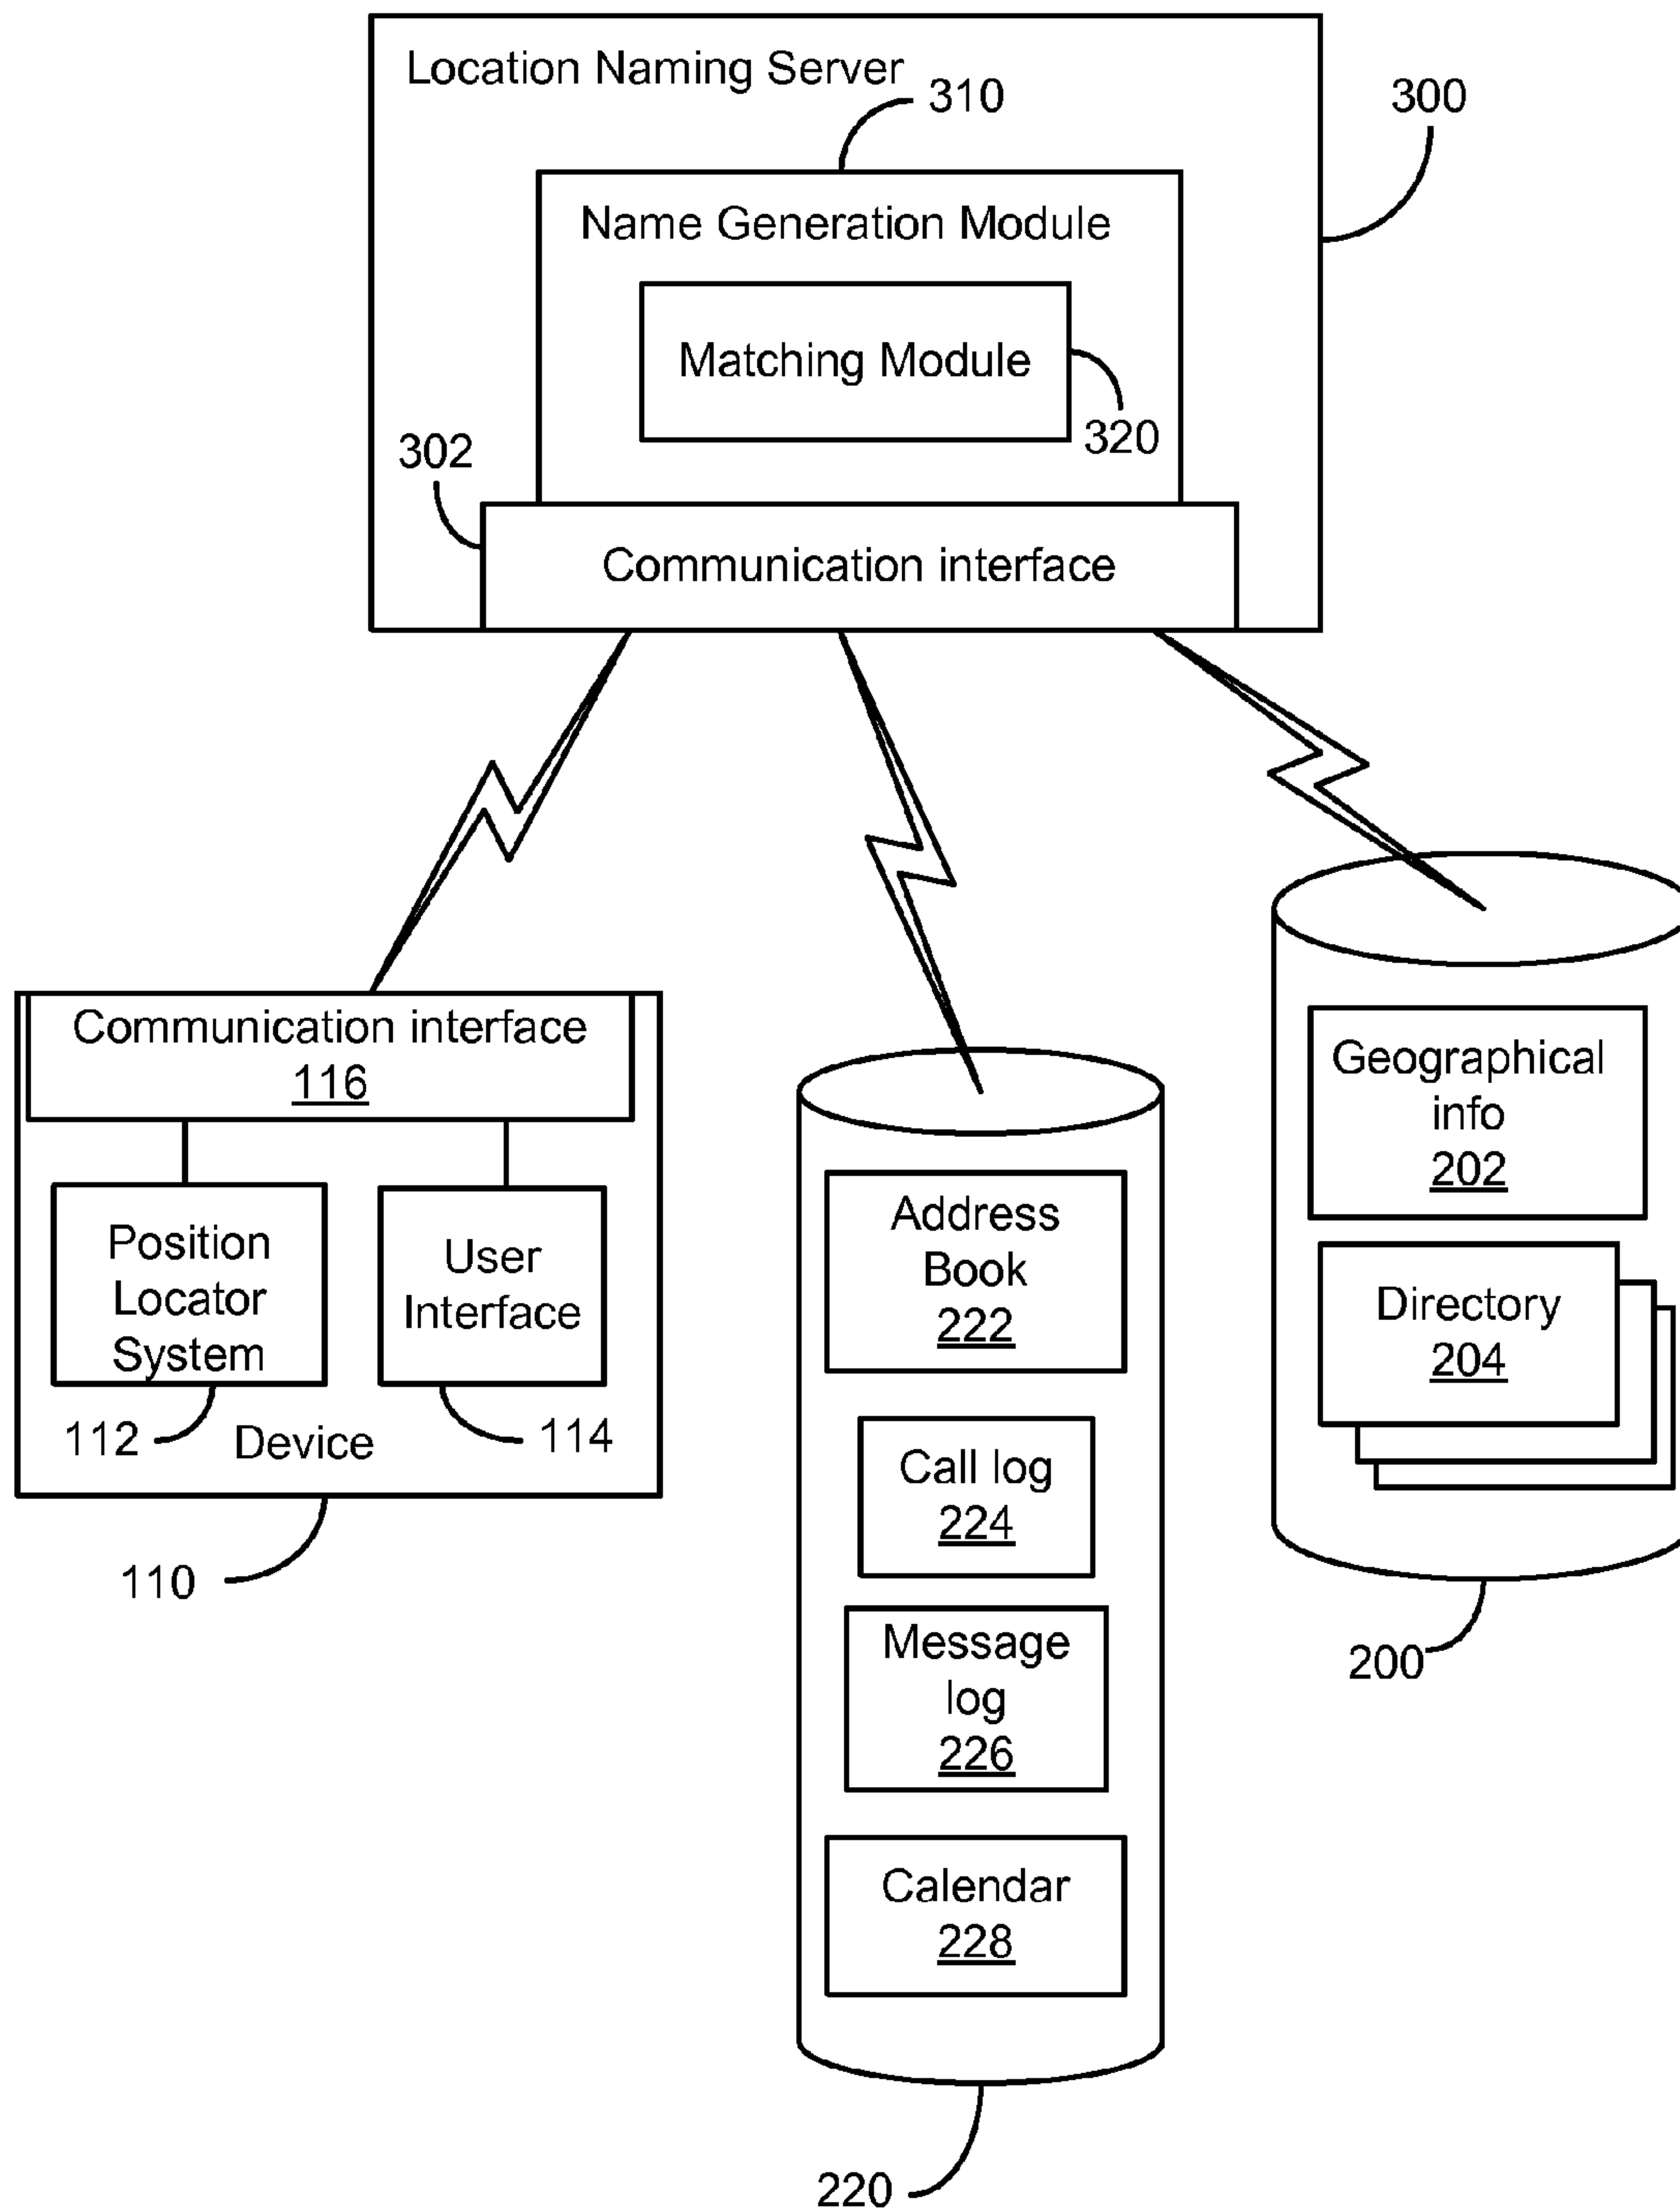 Location Naming Server
310
300
Name Generation Module
Matching Module
320
302
Communication interface
Communication interface
116
Position
Locator
System
User
Interface
112
Device
114
110
Address
Book
222
Call log
224
Message
log
226
Calendar
228
220
Geographical
info
202
Directory
204
200